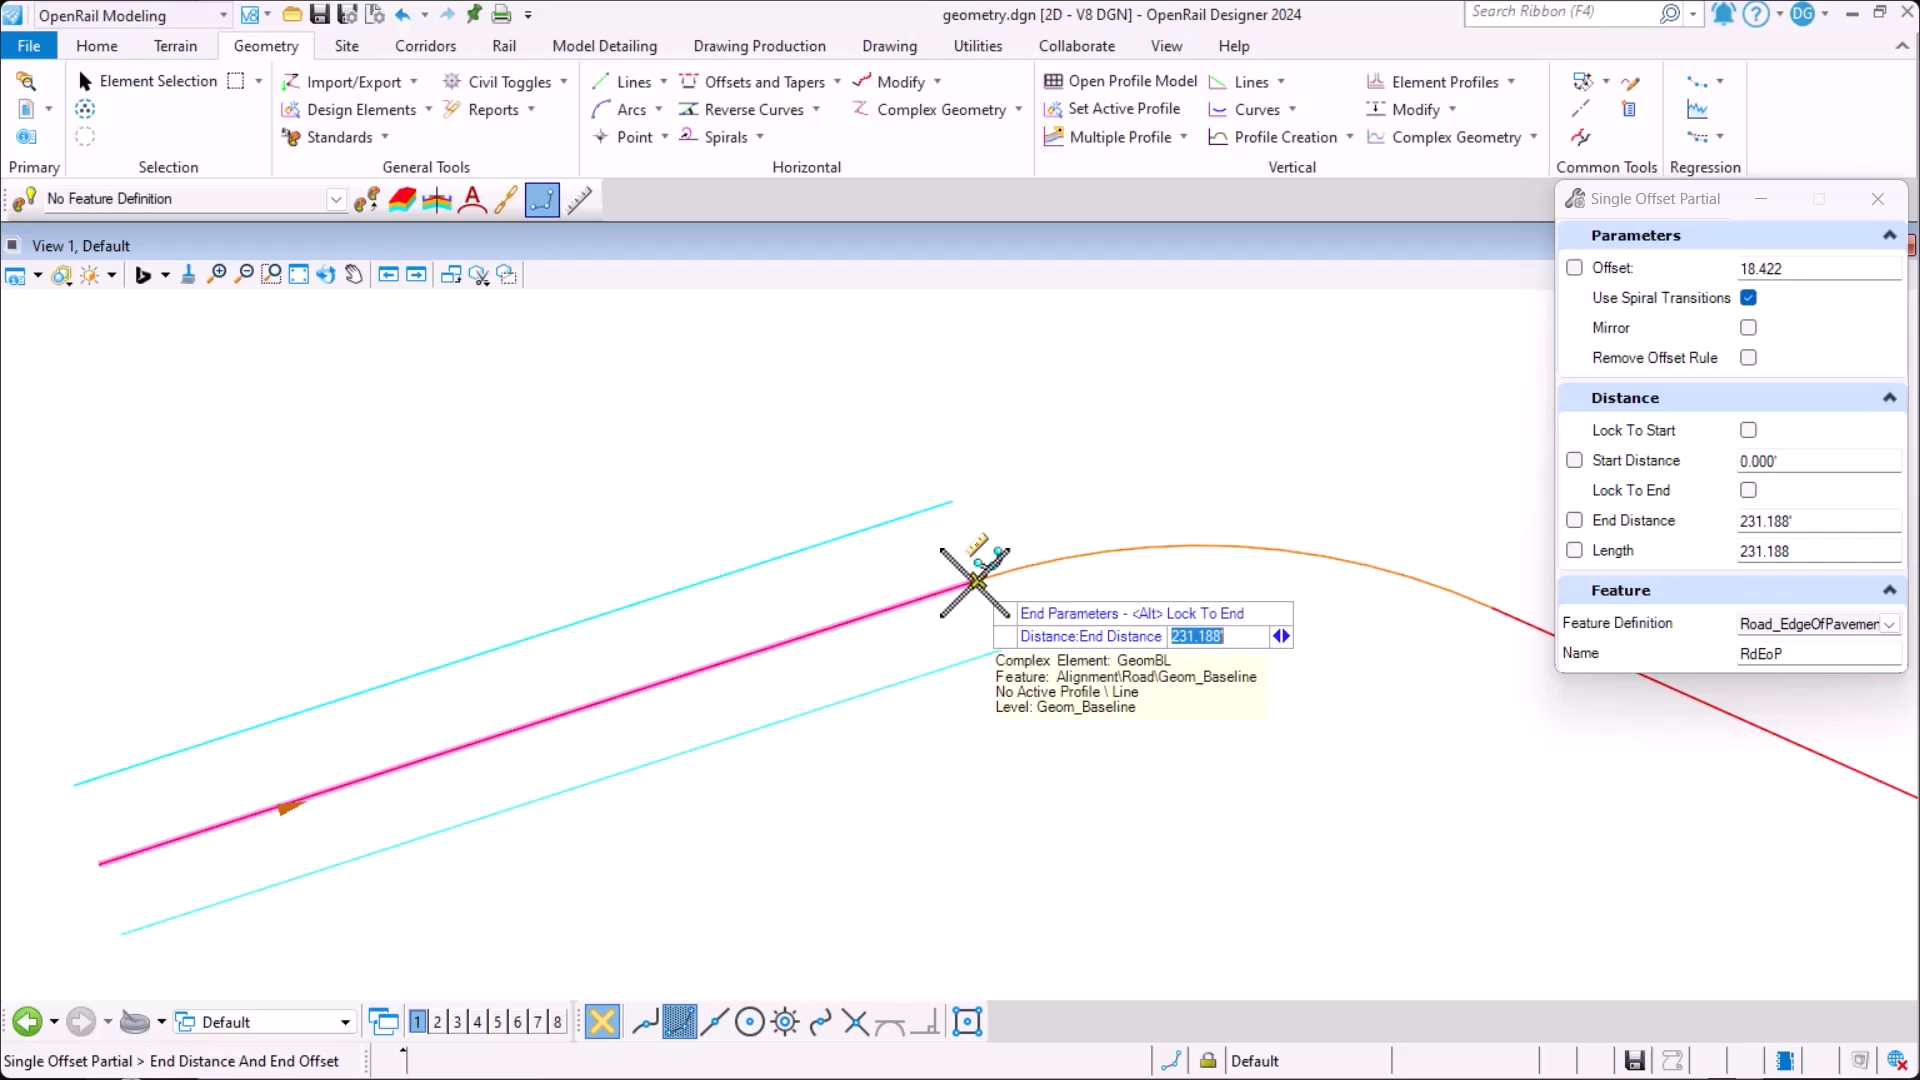 OpenRail Modeling
geometry.dgn [2D - V8 DGN] - OpenRail Designer 2024
Search Ribbon (F4)
DG
File Home Terrain Geometry Site Corridors Rail Model Detailing Drawing Production Drawing Utilities Collaborate View Help
Element Selection Import/Export Civil Toggles Lines Offsets and Tapers Modify Open Profile Model Lines Element Profiles
Design Elements Reports Arcs Reverse Curves Complex Geometry Set Active Profile Curves Modify
Standards Point Spirals Multiple Profile Profile Creation Complex Geometry
Primary Selection General Tools Horizontal Vertical Common Tools Regression
No Feature Definition
View 1, Default
Single Offset Partial
Parameters
Offset: 18.422
Use Spiral Transitions
Mirror
Remove Offset Rule
Distance
Lock To Start
Start Distance 0.000'
Lock To End
End Distance 231.188'
Length 231.188
Feature
Feature Definition Road_EdgeOfPavemer
Name RdEoP
End Parameters - <Alt> Lock To End
Distance:End Distance 231.188'
Complex Element: GeomBL
Feature: Alignment\Road\Geom_Baseline
No Active Profile \ Line
Level: Geom_Baseline
Default 1 2 3 4 5 6 7 8
Single Offset Partial > End Distance And End Offset
Default